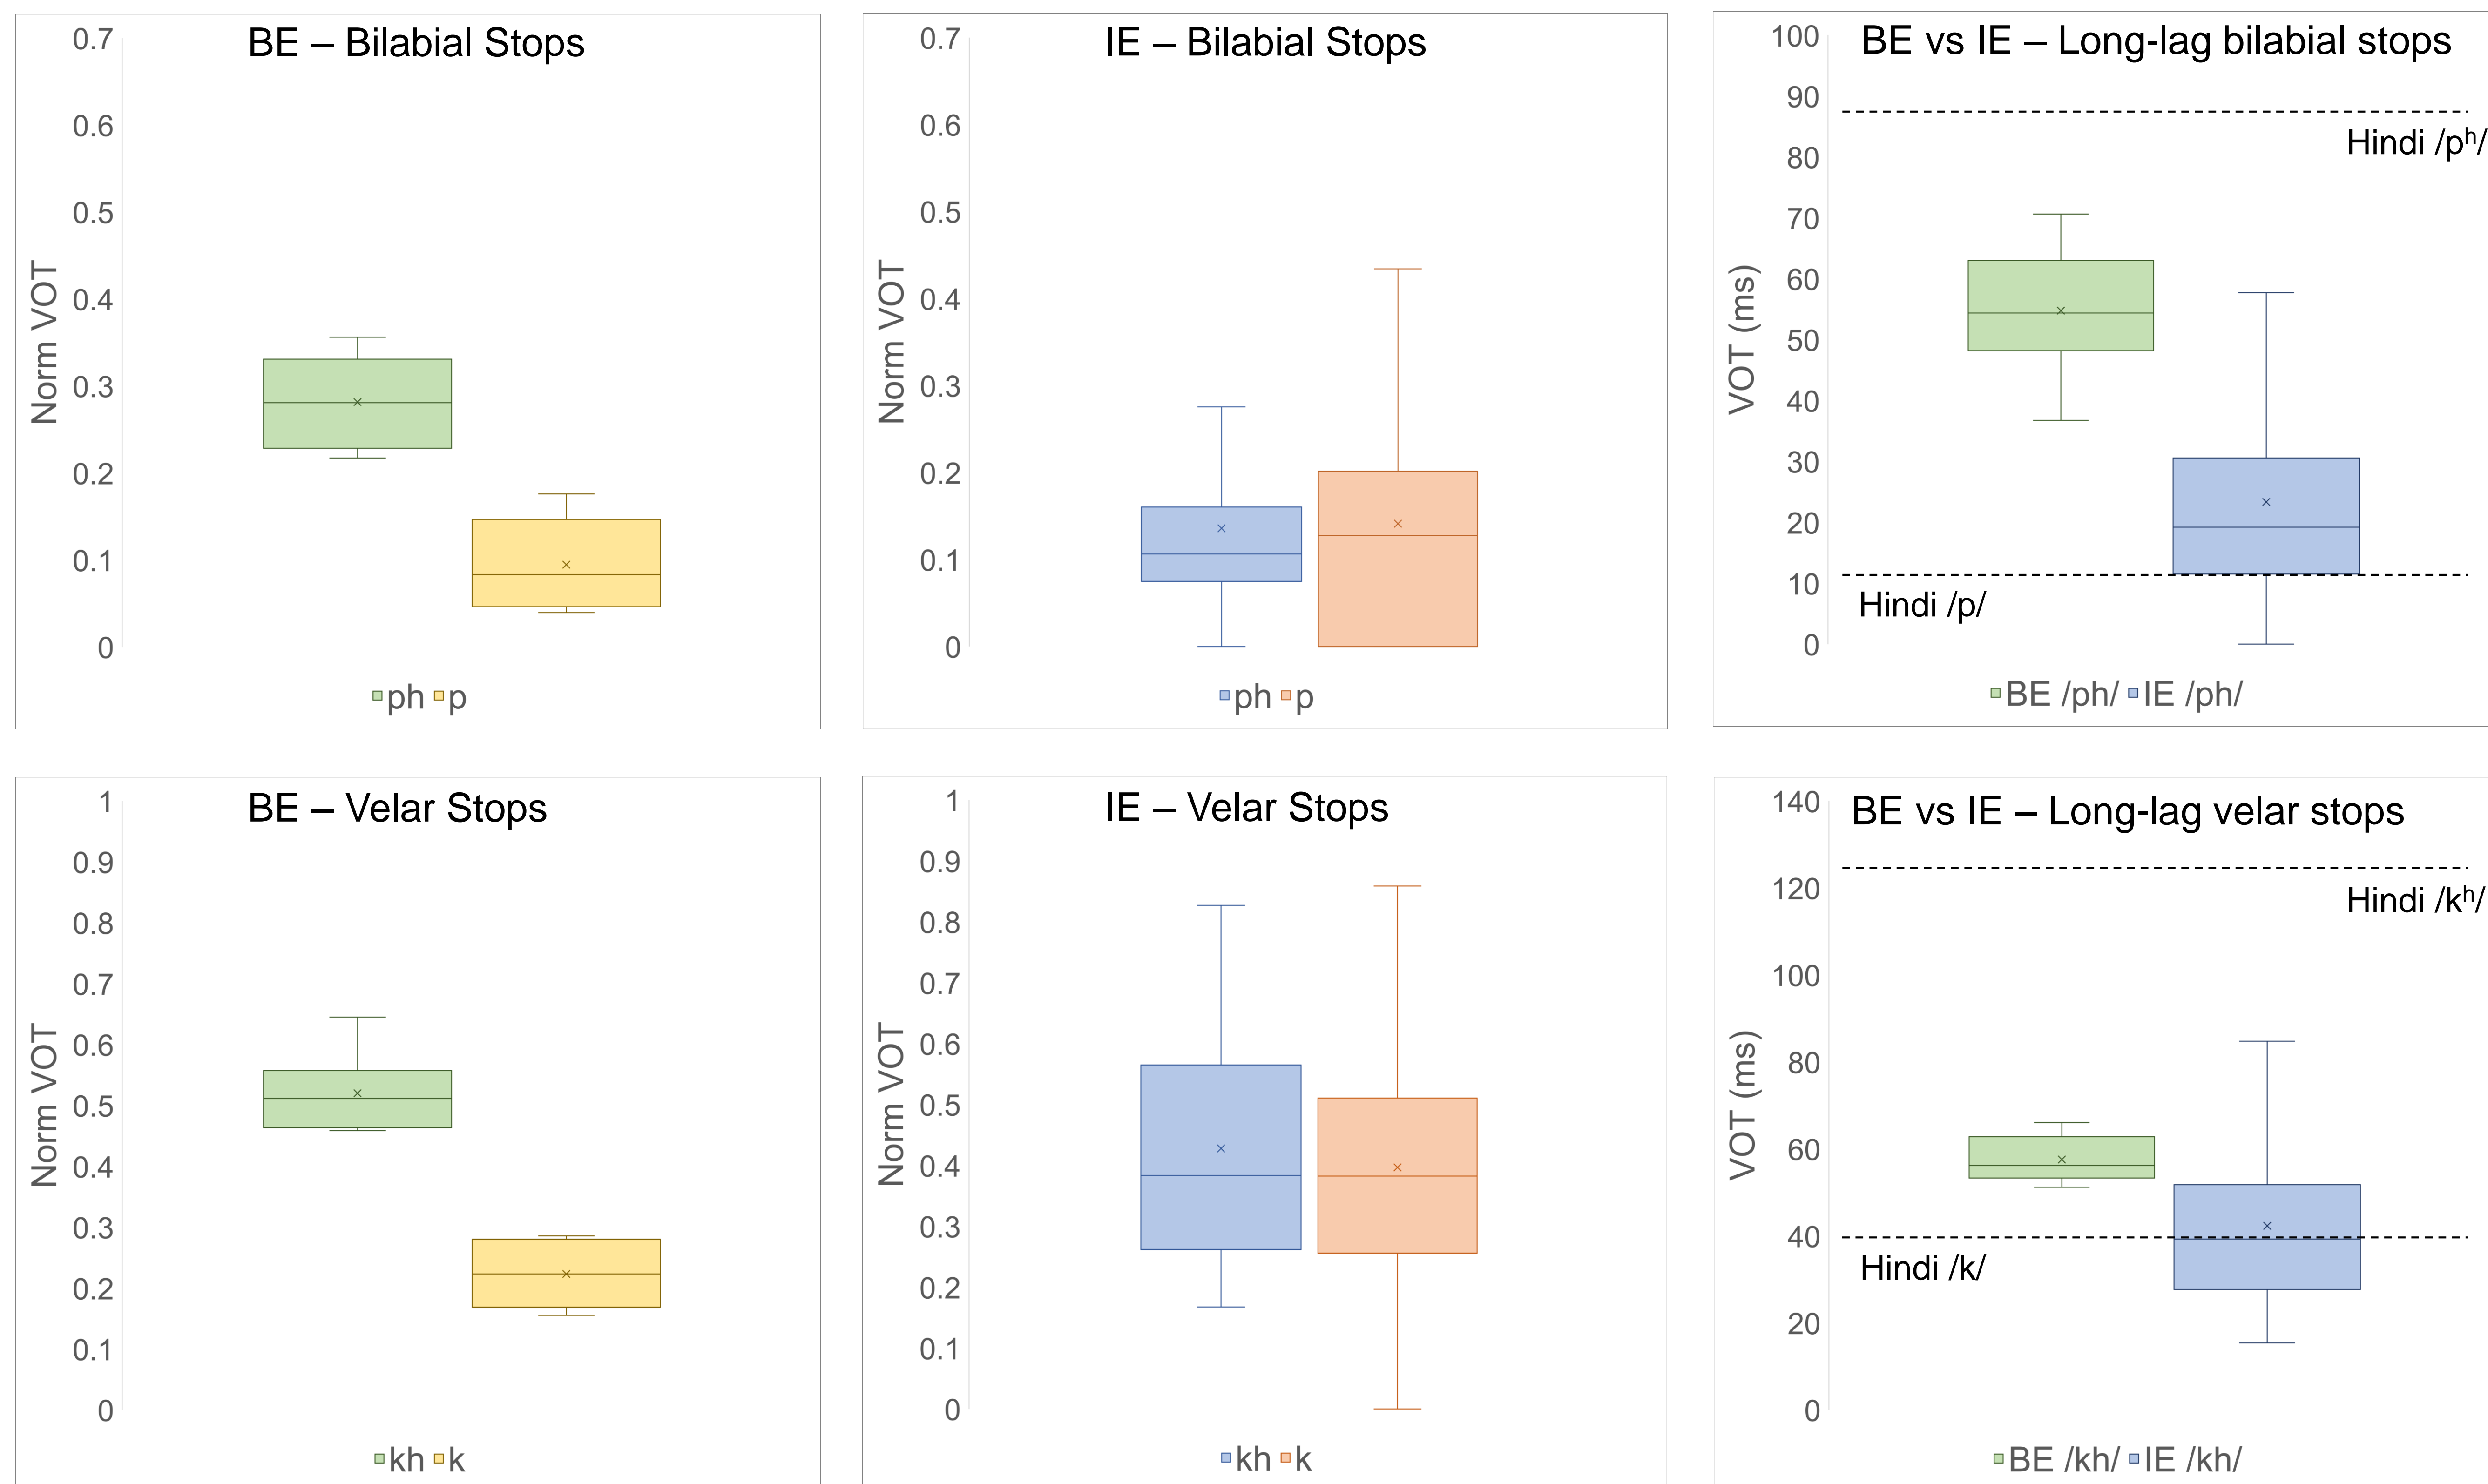 BE – Bilabial Stops
0.7
0.6
0.5
0.4
0.3
0.2
0.1
0
Norm VOT
ph p
IE – Bilabial Stops
0.7
0.6
0.5
0.4
0.3
0.2
0.1
0
Norm VOT
ph p
BE vs IE – Long-lag bilabial stops
100
90
80
70
60
50
40
30
20
10
0
VOT (ms)
Hindi /pʰ/
Hindi /p/
BE /ph/ IE /ph/
BE – Velar Stops
1
0.9
0.8
0.7
0.6
0.5
0.4
0.3
0.2
0.1
0
Norm VOT
kh k
IE – Velar Stops
1
0.9
0.8
0.7
0.6
0.5
0.4
0.3
0.2
0.1
0
Norm VOT
kh k
BE vs IE – Long-lag velar stops
140
120
100
80
60
40
20
0
VOT (ms)
Hindi /kʰ/
Hindi /k/
BE /kh/ IE /kh/